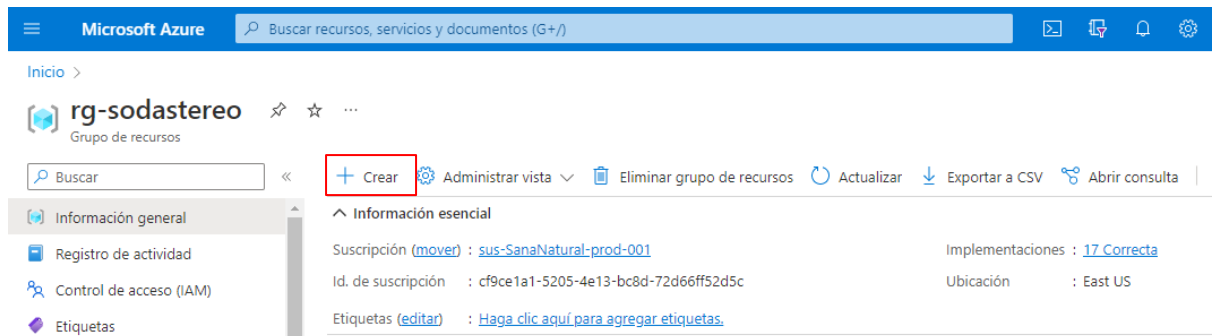 Microsoft Azure
Buscar recursos, servicios y documentos (G+/)
Inicio >
rg-sodastereo
Grupo de recursos
Buscar
Crear Administrar vista Eliminar grupo de recursos Actualizar Exportar a CSV Abrir consulta
Información general
Información esencial
Registro de actividad
Suscripción (mover) : sus-SanaNatural-prod-001 Implementaciones : 17 Correcta
Control de acceso (IAM)
Id. de suscripción : cf9ce1a1-5205-4e13-bc8d-72d66ff52d5c Ubicación : East US
Etiquetas
Etiquetas (editar) : Haga clic aquí para agregar etiquetas.